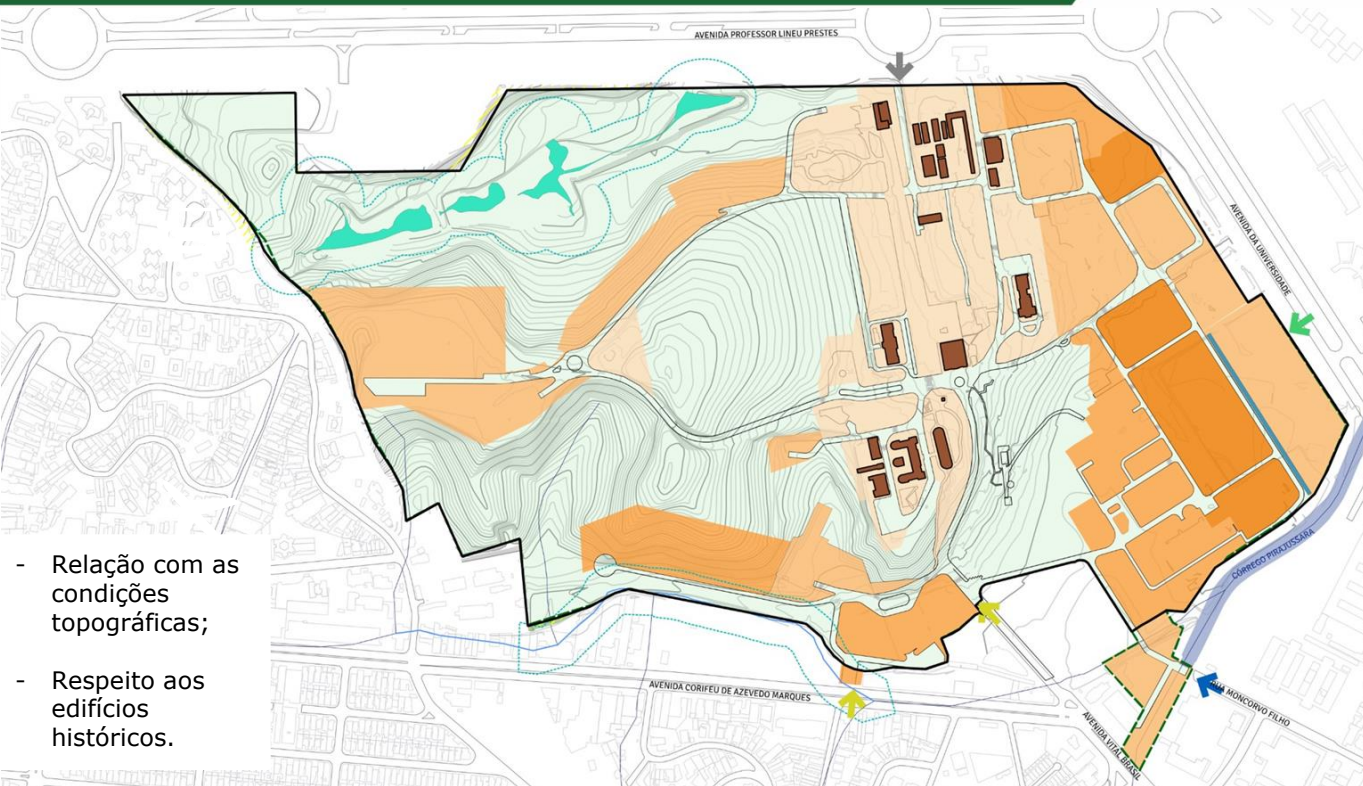 AVENIDA PROFESSOR LINEU PRESTES
AVENIDA DA UNIVERSIDADE
CÓRREGO PIRAJUSSARA
- Relação com as
condições
topográficas;
- Respeito aos
edifícios
históricos.
AVENIDA CORIFEU DE AZEVEDO MARQUES
RUA MONCORVO FILHO
AVENIDA VITAL BRASIL